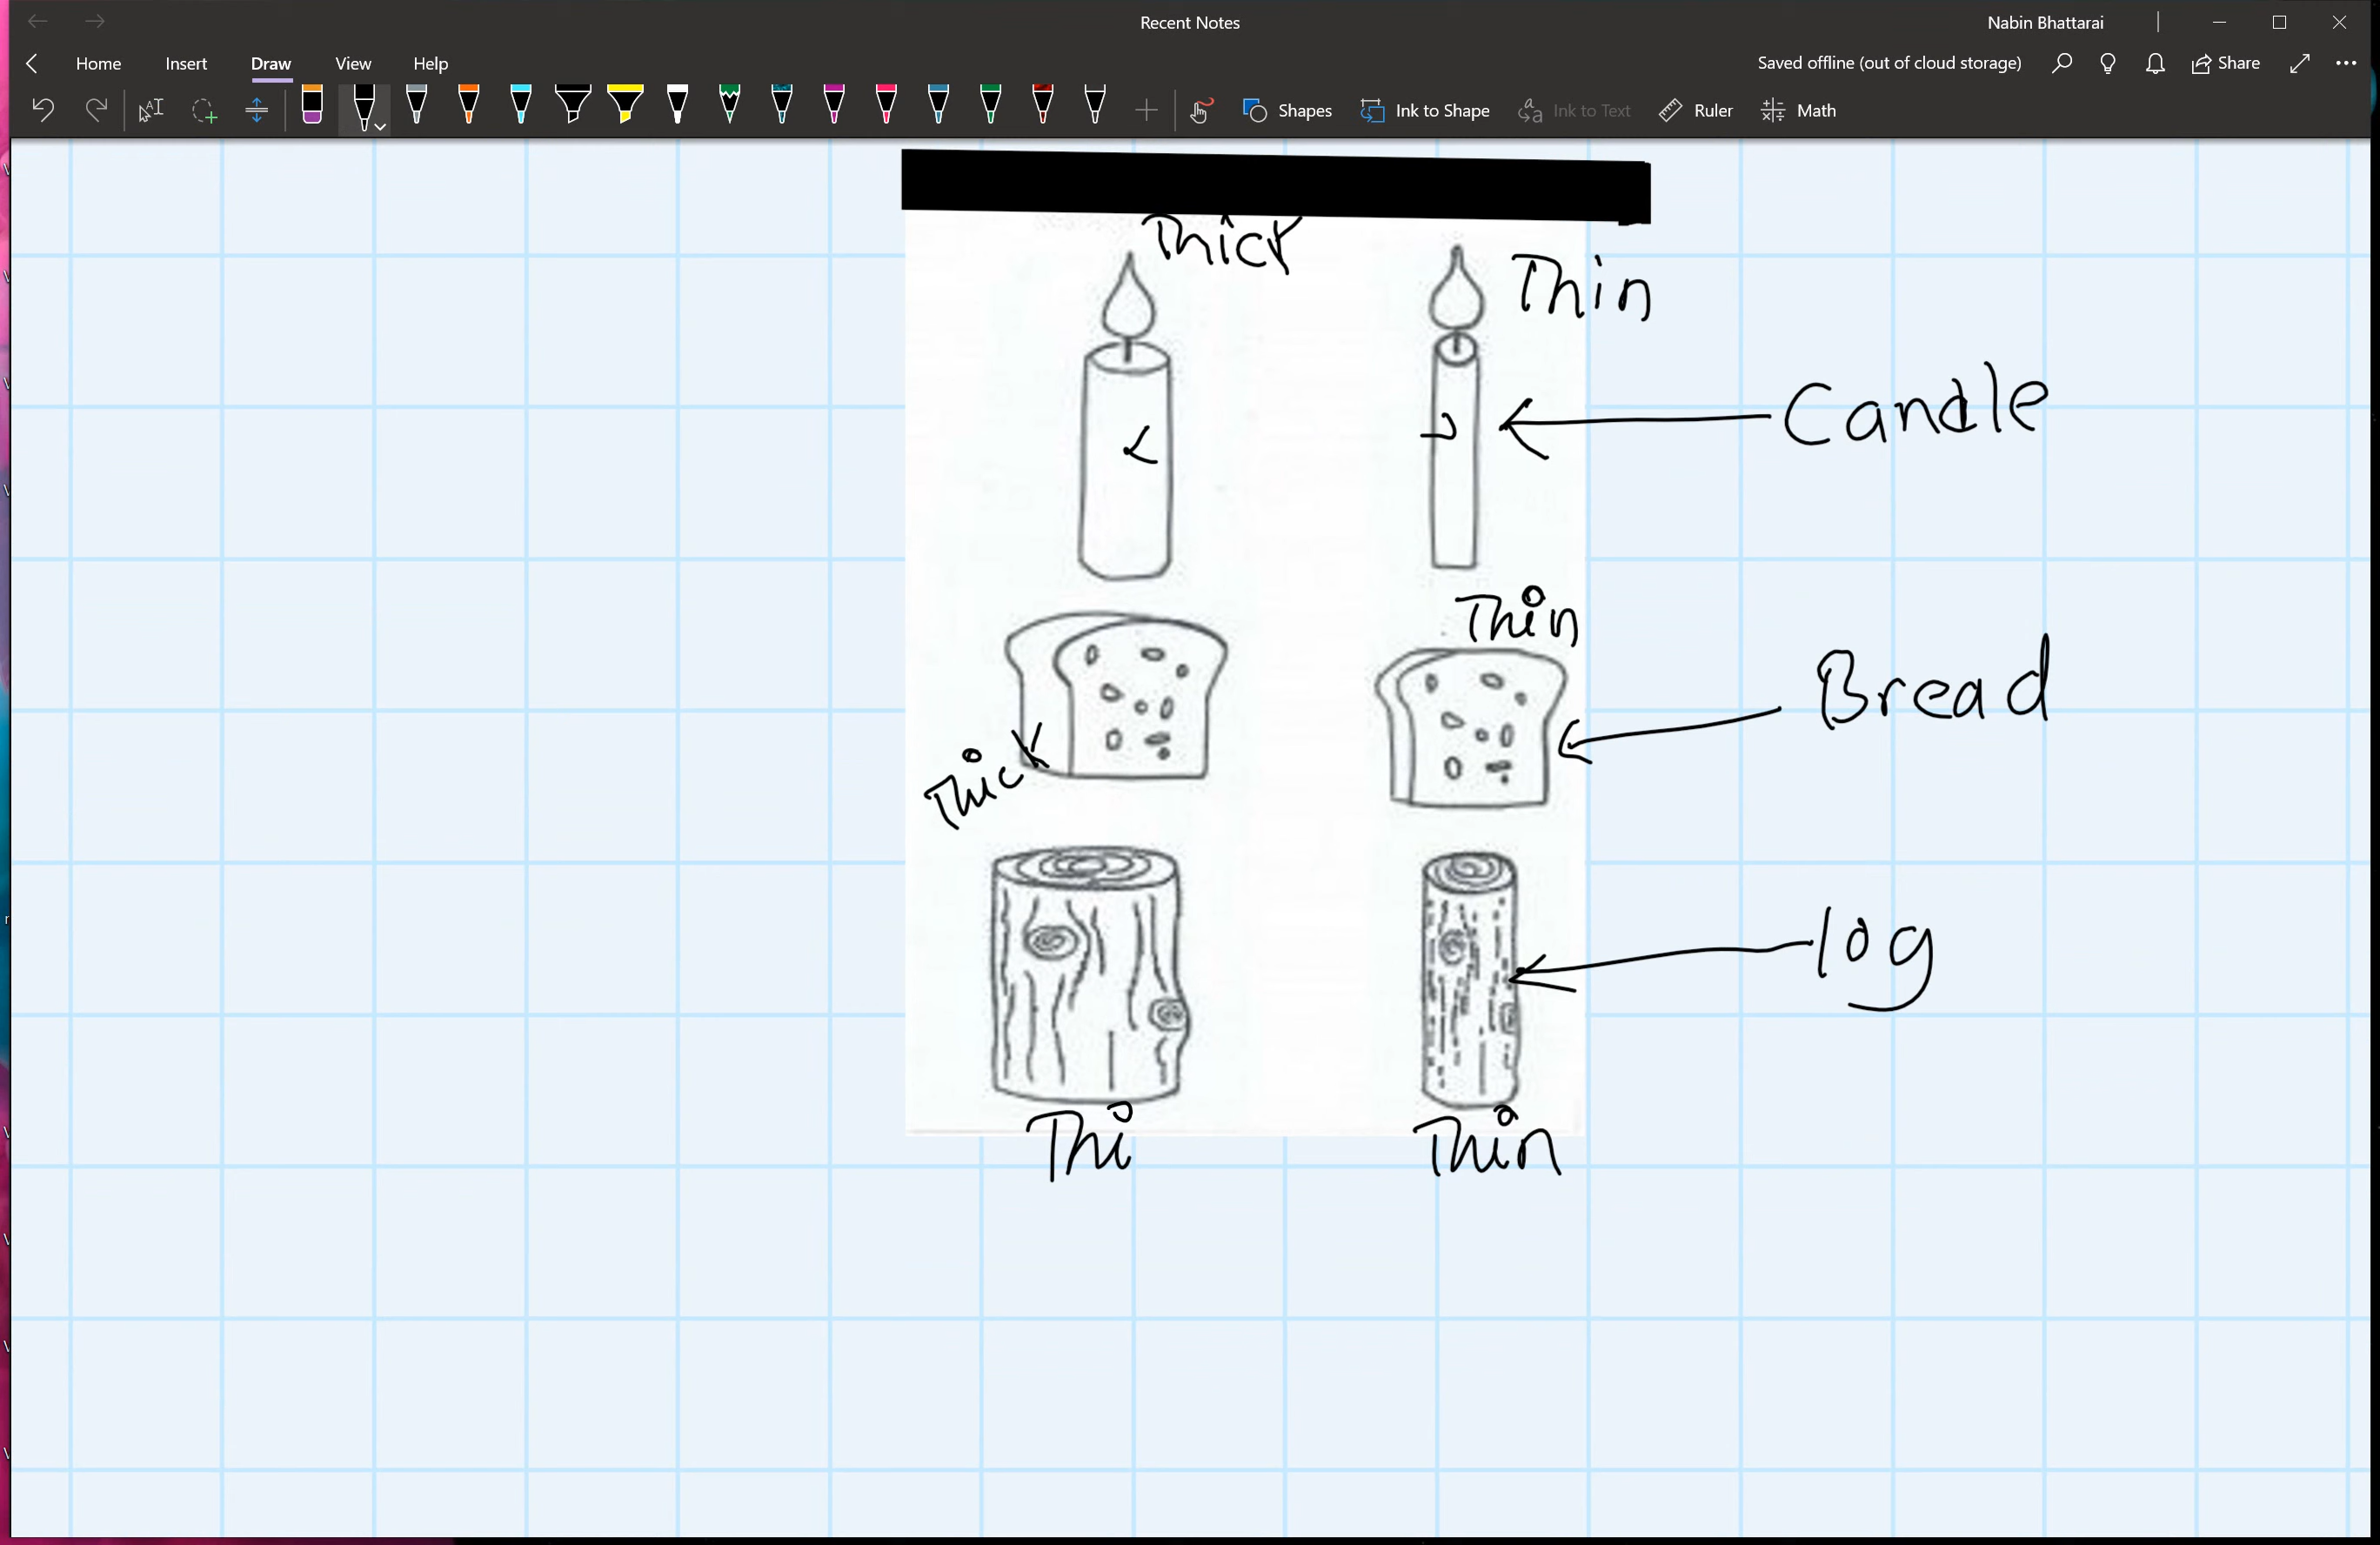 Recent Notes
Nabin Bhattarai
Home Insert Draw View Help
Saved offline (out of cloud storage)
Share
Shapes
Ink to Shape
Ink to Text
Ruler
Math
Thick
Thin
Candle
Thin
Bread
Thick
log
Thi
Thin